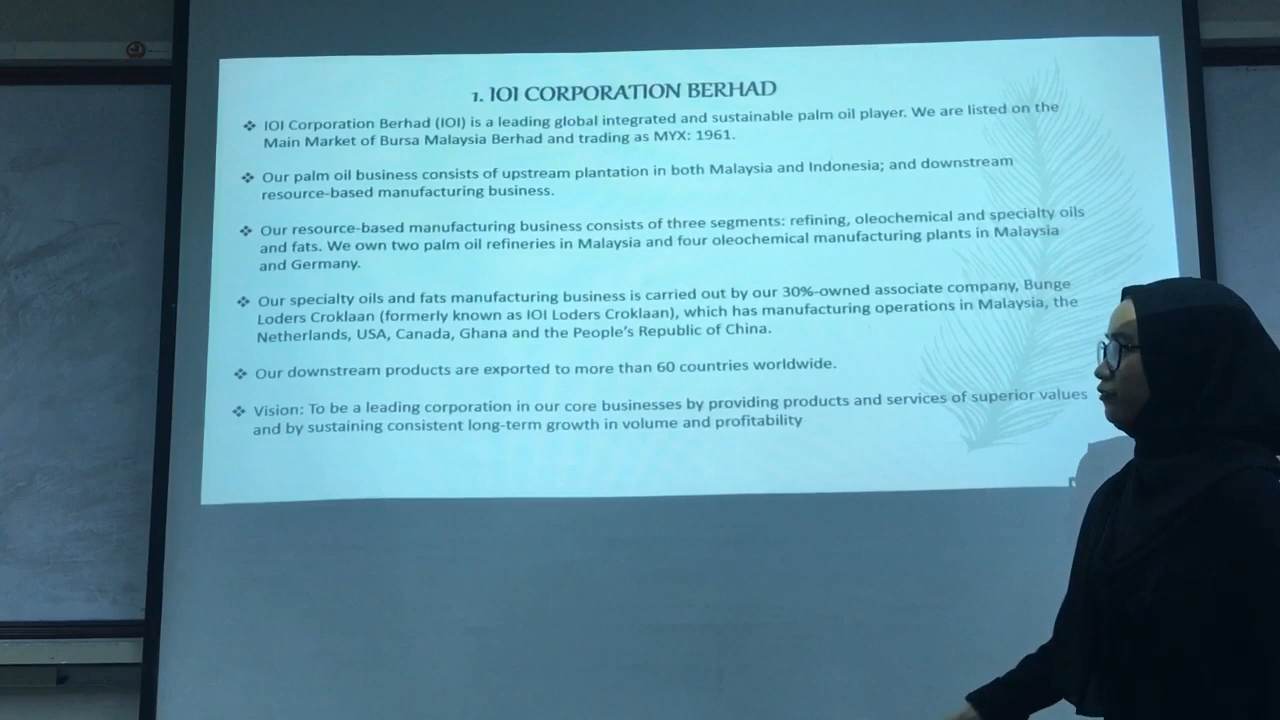 1. IOI CORPORATION BERHAD
❖ IOI Corporation Berhad (IOI) is a leading global integrated and sustainable palm oil player. We are listed on the
Main Market of Bursa Malaysia Berhad and trading as MYX: 1961.
❖ Our palm oil business consists of upstream plantation in both Malaysia and Indonesia; and downstream
resource-based manufacturing business.
❖ Our resource-based manufacturing business consists of three segments: refining, oleochemical and specialty oils
and fats. We own two palm oil refineries in Malaysia and four oleochemical manufacturing plants in Malaysia
and Germany.
❖ Our specialty oils and fats manufacturing business is carried out by our 30%-owned associate company, Bunge
Loders Croklaan (formerly known as IOI Loders Croklaan), which has manufacturing operations in Malaysia, the
Netherlands, USA, Canada, Ghana and the People's Republic of China.
❖ Our downstream products are exported to more than 60 countries worldwide.
❖ Vision: To be a leading corporation in our core businesses by providing products and services of superior values
and by sustaining consistent long-term growth in volume and profitability